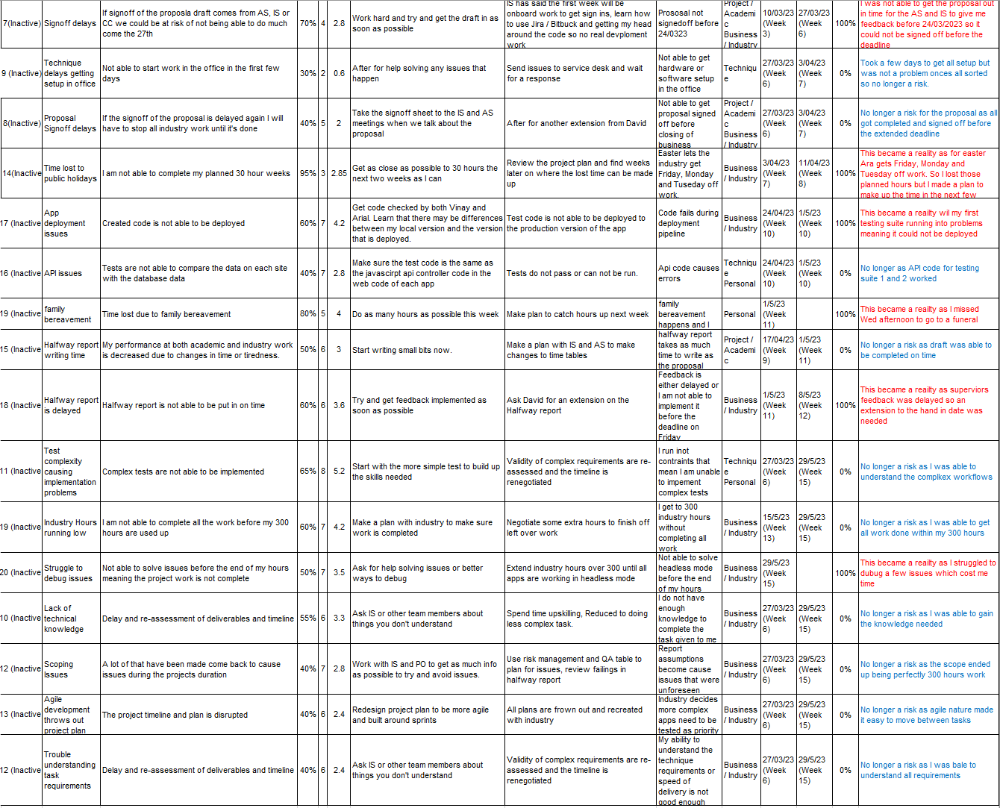 7(Inactive)
Signoff delays
If signoff of the proposla draft comes from AS, IS or
CC we could be at risk of not being able to do much
come the 27th
70%
4
2.8
Work hard and try and get the draft in as
soon as possible
IS has said the first week will be
onboard work to get sign ins, learn how
to use Jira / Bitbuck and getting my head
around the code so no real devploment
work
Prososal not
signedoff before
24/0323
Project /
Academi
c
Business
/ Industry
10/03/23
(Week
3)
27/03/23
(Week
6)
100%
I was not able to get the proposal out
in time for the AS and IS to give me
feedback before 24/03/2023 so it
could not be signed off before the
deadline
9 (Inactive)
Technique
delays getting
setup in office
Not able to start work in the office in the first few
days
30%
2
0.6
After for help solving any issues that
happen
Send issues to service desk and wait
for a response
Not able to get
hardware or
software setup
in the office
Techniqu
e
27/03/23
(Week
6)
3/04/23
(Week
7)
0%
Took a few days to get all setup but
was not a problem onces all sorted
so no longer a risk.
8(Inactive)
Proposal
Signoff delays
If the signoff of the proposal is delayed again I will
have to stop all industry work until it's done
40%
5
2
Take the signoff sheet to the IS and AS
meetings when we talk about the
proposal
After for another extension from David
Not able to get
proposal signed
off before
closing of
business
Project /
Academi
c
Business
/ Industry
27/03/23
(Week
6)
3/04/23
(Week
7)
0%
No longer a risk for the proposal as all
got completed and signed off before
the extended deadline
14(Inactive
Time lost to
public holidays
I am not able to complete my planned 30 hour weeks
95%
3
2.85
Get as close as possible to 30 hours the
next two weeks as I can
Review the project plan and find weeks
later on where the lost time can be made
up
Easter lets the
industry get
Friday, Monday
and Tuseday off
work.
Business
/ Industry
3/04/23
(Week
7)
11/04/23
(Week
8)
100%
This became a reality as for easter
Ara gets Friday, Monday and
Tuesday off work. So I lost those
planned hours but I made a plan to
make up the time in the next few
17 (Inactive
App
deployment
issues
Created code is not able to be deployed
60%
7
4.2
Get code checked by both Vinay and
Arial. Learn that there may be differences
between my local version and the version
that is deployed.
Test code is not able to be deployed to
the production version of the app
Code fails during
deployment
pipeline
Business
/ Industry
24/04/23
(Week
10)
1/5/23
(Week
10)
100%
This became a reality wil my first
testing suite running into problems
meaning it could not be deployed
16 (Inactive
API issues
Tests are not able to compare the data on each site
with the database data
40%
7
2.8
Make sure the test code is the same as
the javascirpt api controller code in the
web code of each app
Tests do not pass or can not be run.
Api code causes
errors
Techniqu
e
Personal
24/04/23
(Week
10)
1/5/23
(Week
10)
0%
No longer as API code for testing
suite 1 and 2 worked
19 (Inactive
family
bereavement
Time lost due to family bereavement
80%
5
4
Do as many hours as possible this week
Make plan to catch hours up next week
family
bereavement
happens and I
Personal
1/5/23
(Week
11)
100%
This became a realty as I missed
Wed afternoon to go to a funeral
15 (Inactive
Halfway report
writing time
My performance at both academic and industry work
is decreased due to changes in time or tiredness.
50%
6
3
Start writing small bits now.
Make a plan with IS and AS to make
changes to time tables
halfway report
takes as much
time to write as
the proposal
Project /
Academi
c
17/04/23
(Week
9)
1/5/23
(Week
11)
0%
No longer a risk as draft was able to
be completed on time
18 (Inactive
Halfway report
is delayed
Halfway report is not able to be put in on time
60%
6
3.6
Try and get feedback implemented as
soon as possible
Ask David for an extension on the
Halfway report
Feedback is
either delayed or
I am not able to
implement it
before the
deadline on
Friday
Business
/ Industry
1/5/23
(Week
11)
8/5/23
(Week
12)
100%
This became a realty as superviors
feedback was delayed so an
extension to the hand in date was
needed
11 (Inactive
Test
complexity
causing
implementation
problems
Complex tests are not able to be implemented
65%
8
5.2
Start with the more simple test to build up
the skills needed
Validity of complex requirements are re-
assessed and the timeline is
renegotiated
I run inot
contraints that
mean I am unable
to impement
complex tests
Techniqu
e
Personal
27/03/23
(Week
6)
29/5/23
(Week
15)
0%
No longer a risk as I was able to
understand the complkex workflows
19 (Inactive
Industry Hours
running low
I am not able to complete all the work before my 300
hours are used up
60%
7
4.2
Make a plan with industry to make sure
work is completed
Negotiate some extra hours to finish off
left over work
I get to 300
industry hours
without
completing all
work
Business
/ Industry
15/5/23
(Week
13)
29/5/23
(Week
15)
0%
No longer a risk as I was able to get
all work done within my 300 hours
20 (Inactive
Struggle to
debug issues
Not able to solve issues before the end of my hours
meaning the project work is not complete
50%
7
3.5
Ask for help solving issues or better
ways to debug
Extend industry hours over 300 until all
apps are working in headless mode
Not able to solve
headless mode
before the end
of my hours
Business
/ Industry
29/5/23
(Week
15)
100%
This became a realty as I struggled to
dubug a few issues which cost me
time
10 (Inactive
Lack of
technical
knowledge
Delay and re-assessment of deliverables and timeline
55%
6
3.3
Ask IS or other team members about
things you don't understand
Spend time upskilling, Reduced to doing
less complex task.
I do not have
enough
knowledge to
complete the
task given to me
Business
/ Industry
27/03/23
(Week
6)
29/5/23
(Week
15)
0%
No longer a risk as I was able to gain
the knowledge needed
12 (Inactive
Scoping
Issues
A lot of that have been made come back to cause
issues during the projects duration
40%
7
2.8
Work with IS and PO to get as much info
as possible to try and avoid issues.
Use risk management and QA table to
plan for issues, review failings in
halfway report
Report
assumptions
become cause
issues that were
unforeseen
Business
/ Industry
27/03/23
(Week
6)
29/5/23
(Week
15)
0%
No longer a risk as the scope ended
up being perfectly 300 hours work
13 (Inactive
Agile
development
throws out
project plan
The project timeline and plan is disrupted
40%
6
2.4
Redesign project plan to be more agile
and built around sprints
All plans are frown out and recreated
with industry
Industry decides
more complex
apps need to be
tested as priority
Business
/ Industry
27/03/23
(Week
6)
29/5/23
(Week
15)
0%
No longer a risk as agile nature made
it easy to move between tasks
12 (Inactive
Trouble
understanding
task
requirements
Delay and re-assessment of deliverables and timeline
40%
6
2.4
Ask IS or other team members about
things you don't understand
Validity of complex requirements are re-
assessed and the timeline is
renegotiated
My ability to
understand the
technique
requirements or
speed of
delivery is not
good enough
Business
/ Industry
27/03/23
(Week
6)
29/5/23
(Week
15)
0%
No longer a risk as I was bale to
understand all requirements